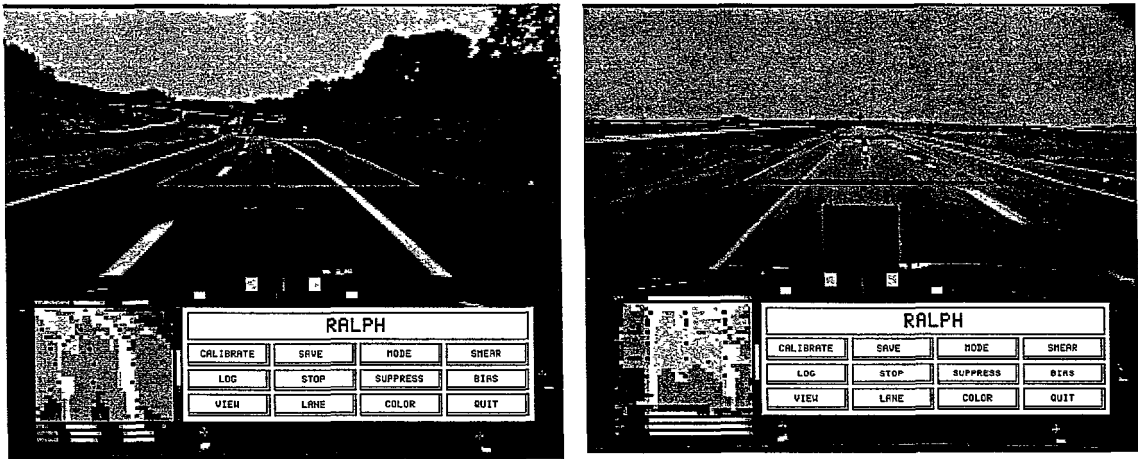 RALPH
CALIBRATE SAVE MODE SMEAR
LOG STOP SUPPRESS BIAS
VIEW LANE COLOR QUIT
RALPH
CALIBRATE SAVE MODE SMEAR
LOG STOP SUPPRESS BIAS
VIEW LANE COLOR QUIT